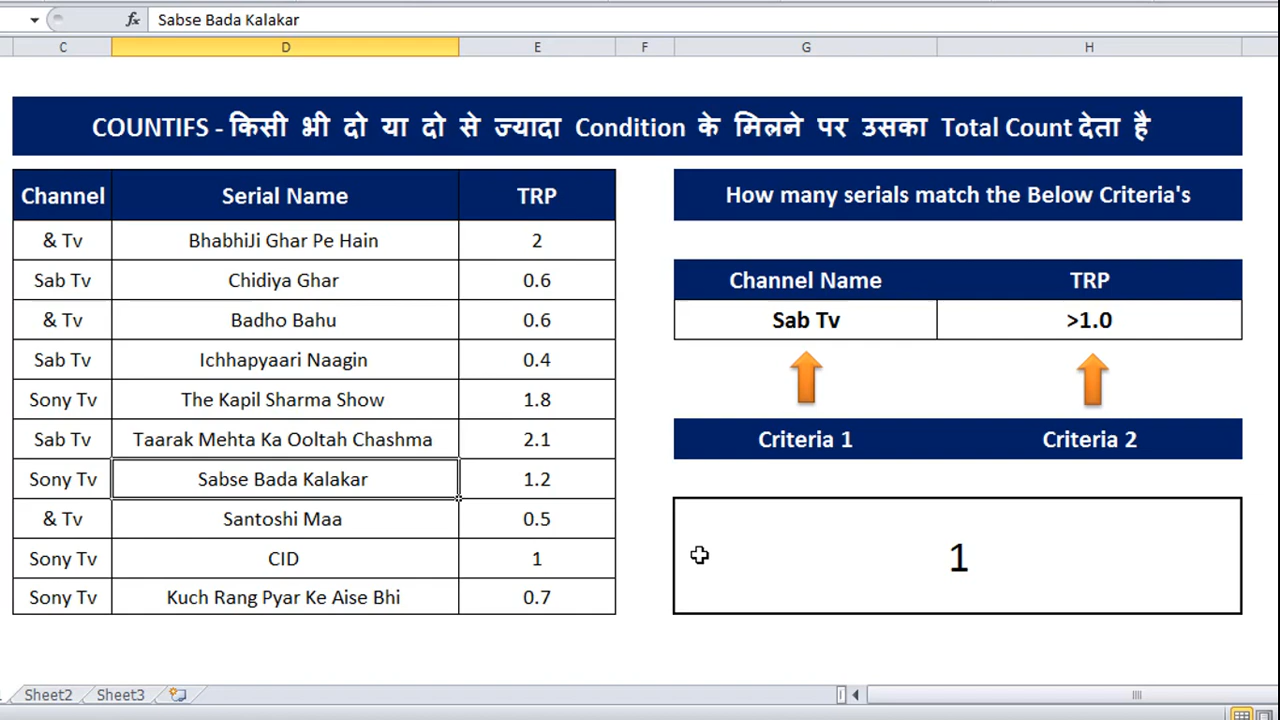 fx Sabse Bada Kalakar
C D E F G H
COUNTIFS - किसी भी दो या दो से ज्यादा Condition के मिलने पर उसका Total Count देता है
Channel Serial Name TRP
& Tv BhabhiJi Ghar Pe Hain 2
Sab Tv Chidiya Ghar 0.6
& Tv Badho Bahu 0.6
Sab Tv Ichhapyaari Naagin 0.4
Sony Tv The Kapil Sharma Show 1.8
Sab Tv Taarak Mehta Ka Ooltah Chashma 2.1
Sony Tv Sabse Bada Kalakar 1.2
& Tv Santoshi Maa 0.5
Sony Tv CID 1
Sony Tv Kuch Rang Pyar Ke Aise Bhi 0.7
How many serials match the Below Criteria's
Channel Name TRP
Sab Tv >1.0
Criteria 1 Criteria 2
1
Sheet2 Sheet3